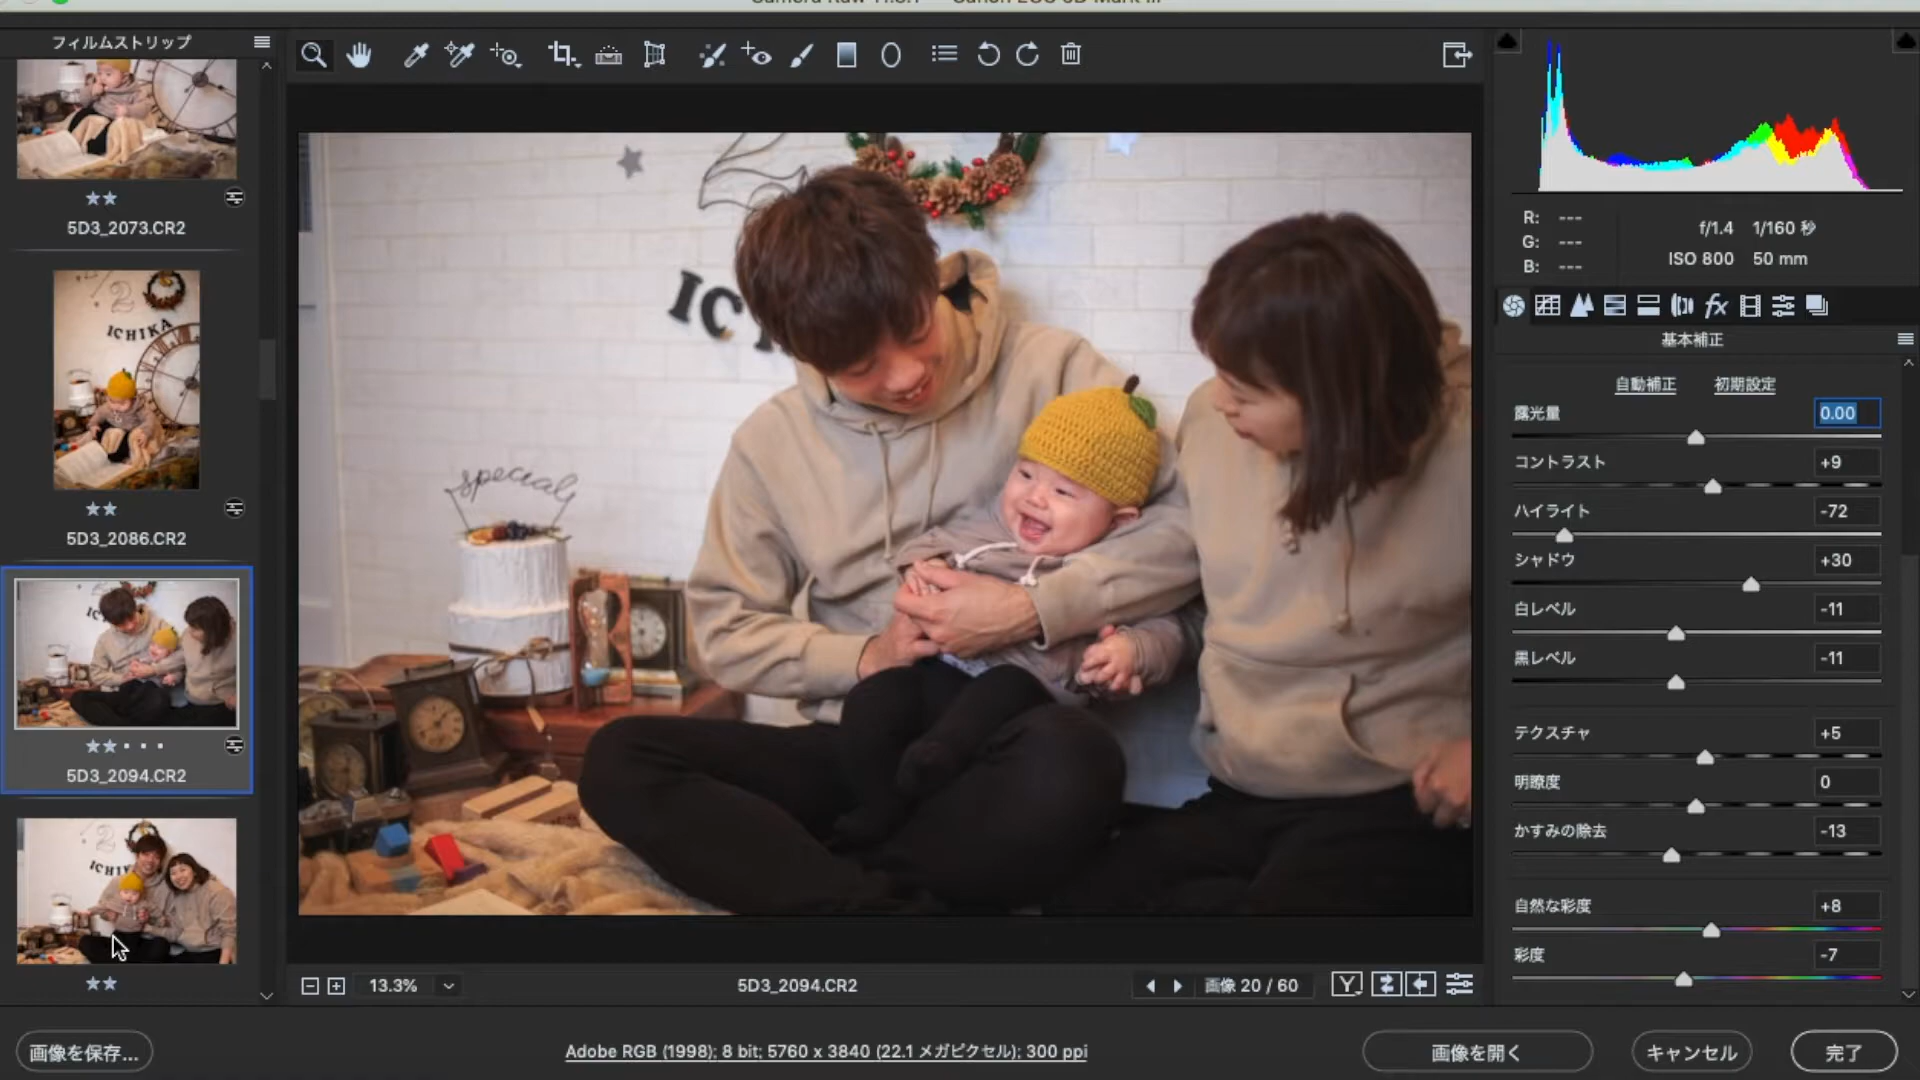 フィルムストリップ
5D3_2073.CR2
1/2
ICHIKA
5D3_2086.CR2
5D3_2094.CR2
IC
special
13.3%
5D3_2094.CR2
画像 20 / 60
R: ---
G: ---
B: ---
f/1.4 1/160 秒
ISO 800 50 mm
基本補正
自動補正 初期設定
露光量 0.00
コントラスト +9
ハイライト -72
シャドウ +30
白レベル -11
黒レベル -11
テクスチャ +5
明瞭度 0
かすみの除去 -13
自然な彩度 +8
彩度 -7
画像を保存...
Adobe RGB (1998); 8 bit; 5760 x 3840 (22.1 メガピクセル); 300 ppi
画像を開く
キャンセル
完了